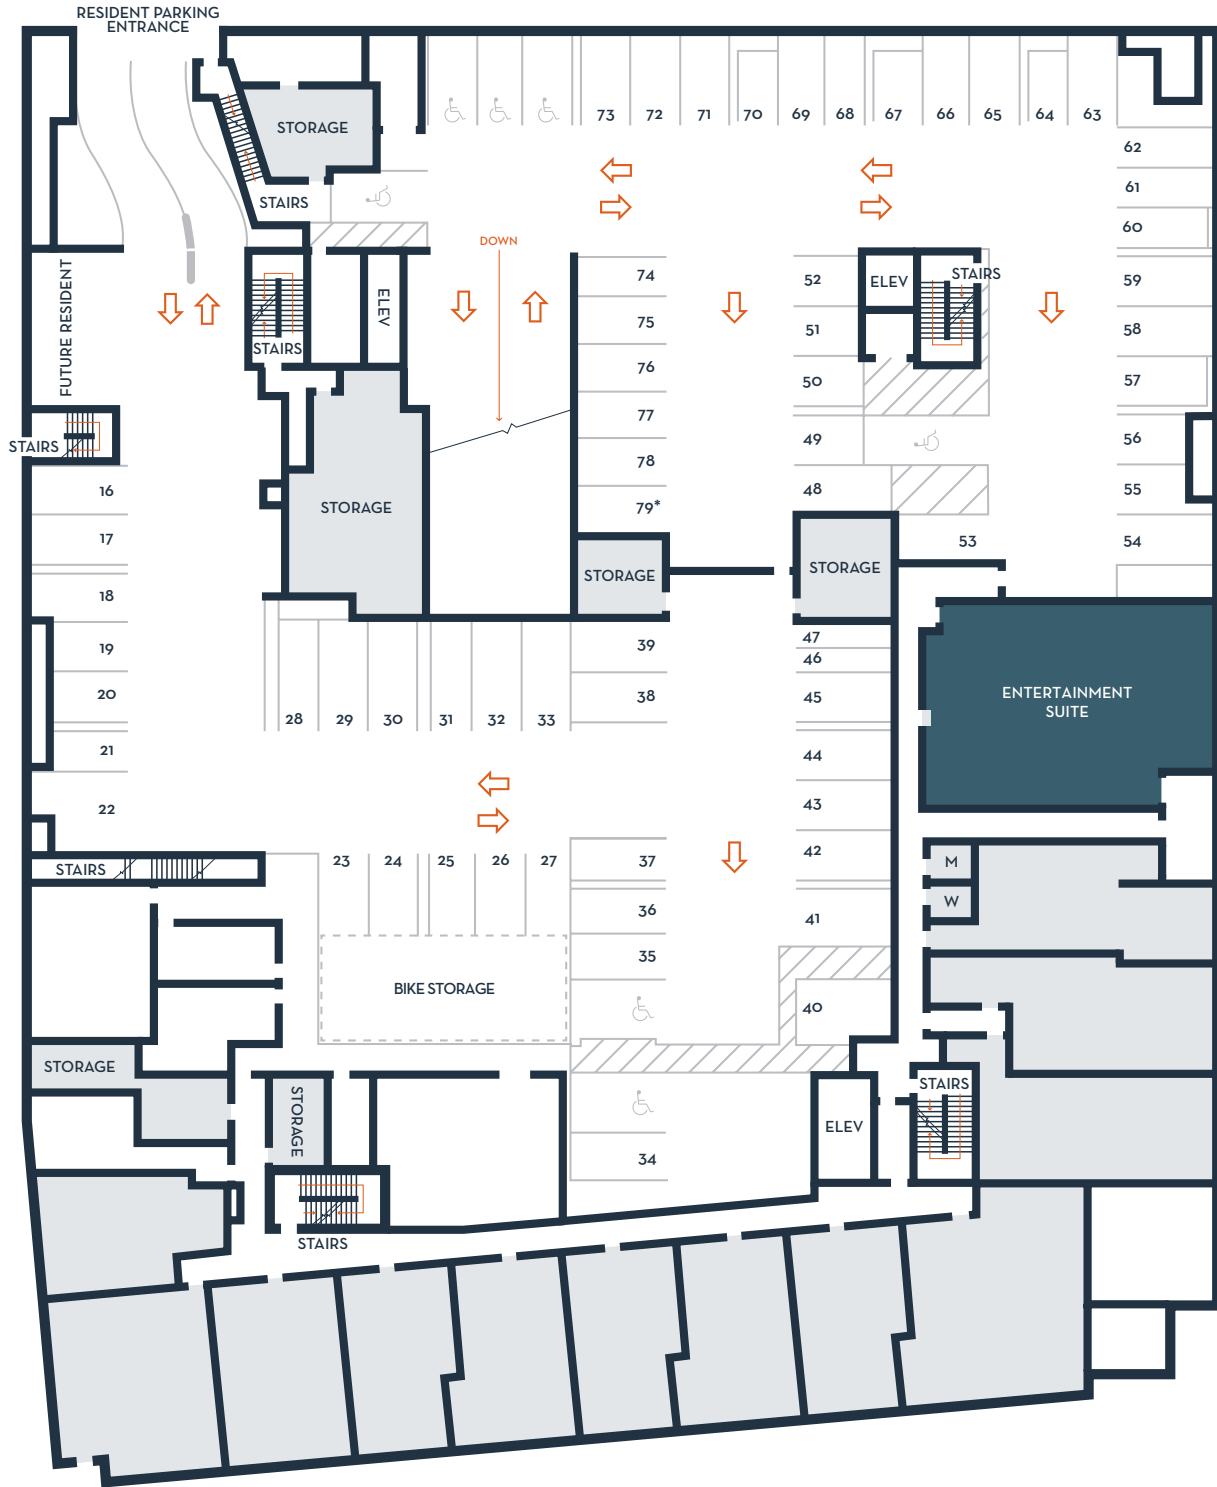 RESIDENT PARKING
ENTRANCE
STORAGE
STAIRS
73 72 71 70 69 68 67 66 65 64 63
62
61
60
DOWN
FUTURE RESIDENT
STAIRS
ELEV
74
75
76
77
78
79*
52
51
50
49
48
ELEV
STAIRS
59
58
57
56
55
54
53
STAIRS
16
17
18
19
20
21
22
STORAGE
STORAGE
STORAGE
28 29 30 31 32 33
39
38
47
46
45
44
43
42
41
40
ENTERTAINMENT
SUITE
STAIRS
23 24 25 26 27
37
36
35
34
M
W
BIKE STORAGE
STORAGE
STORAGE
STAIRS
ELEV
STAIRS